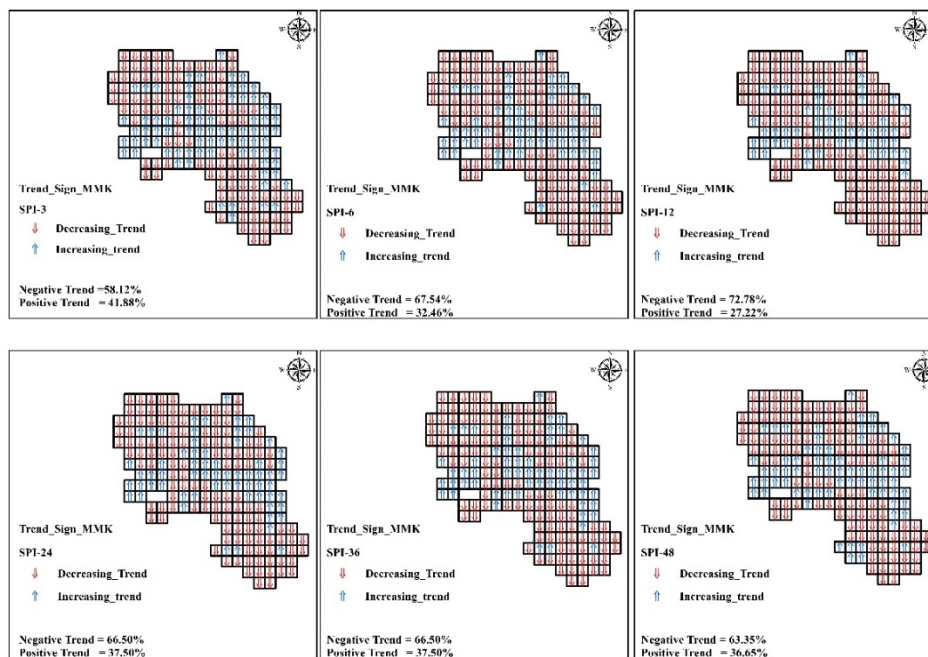 N
W
S
Trend_Sign_MMK
SPI-3
Decreasing_Trend
Increasing_trend
Negative Trend =58.12%
Positive Trend = 41.88%
W
S
Trend_Sign_MMK
SPI-6
Decreasing_Trend
Increasing_trend
Negative Trend = 67.54%
Positive Trend = 32.46%
W
S
Trend_Sign_MMK
SPI-12
Decreasing_Trend
Increasing_trend
Negative Trend = 72.78%
Positive Trend = 27.22%
N
W
S
Trend_Sign_MMK
SPI-24
Decreasing_Trend
Increasing_trend
Negative Trend = 66.50%
Positive Trend = 37.50%
W
S
Trend_Sign_MMK
SPI-36
Decreasing_Trend
Increasing_trend
Negative Trend = 66.50%
Positive Trend = 37.50%
W
S
Trend_Sign_MMK
SPI-48
Decreasing_Trend
Increasing_trend
Negative Trend = 63.35%
Positive Trend = 36.65%